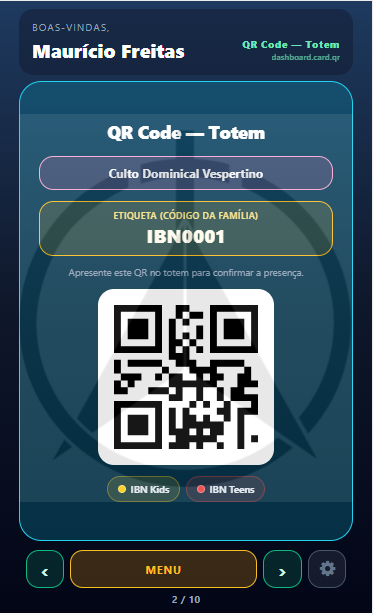 BOAS-VINDAS,
Maurício Freitas
QR Code — Totem
dashboard.card.qr
QR Code — Totem
Culto Dominical Vespertino
ETIQUETA (CÓDIGO DA FAMÍLIA)
IBN0001
Apresente este QR no totem para confirmar a presença.
IBN Kids
IBN Teens
‹
MENU
›
2 / 10